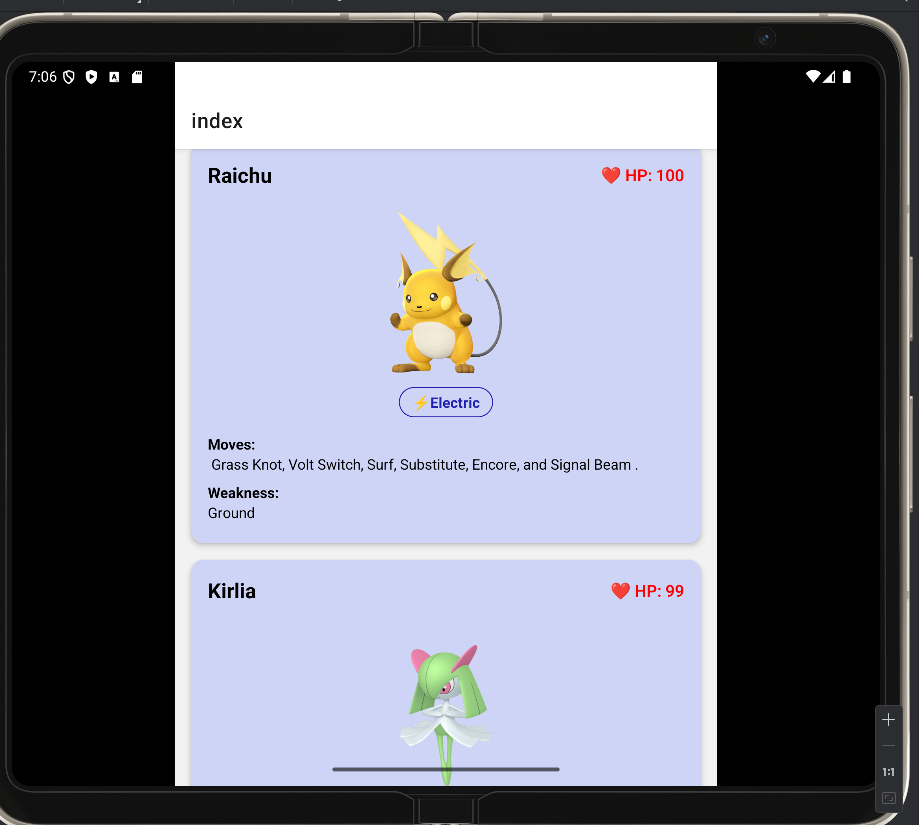 7:06
index
Raichu
❤️ HP: 100
⚡Electric
Moves:
Grass Knot, Volt Switch, Surf, Substitute, Encore, and Signal Beam .
Weakness:
Ground
Kirlia
❤️ HP: 99
1:1